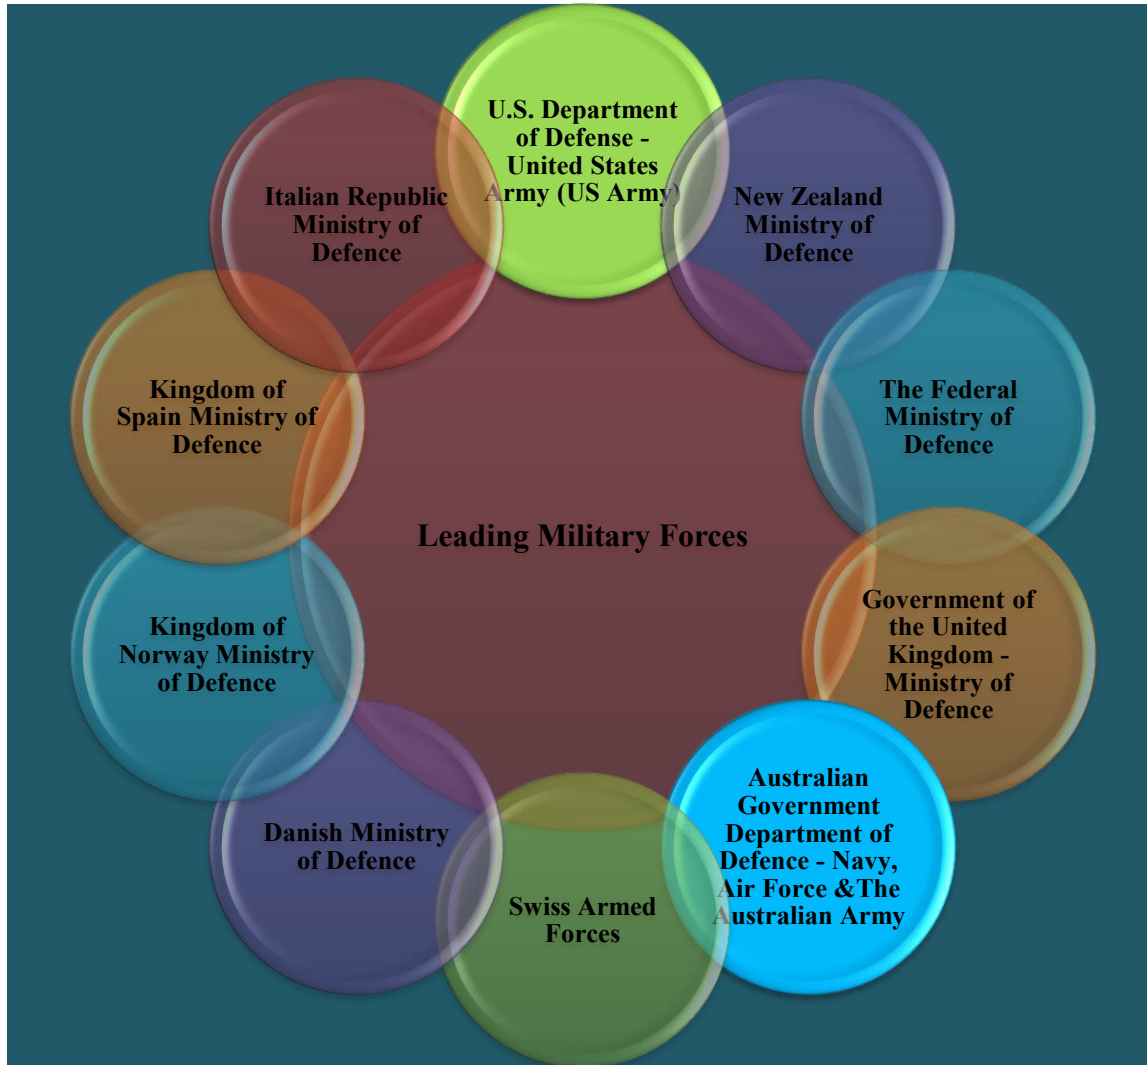 U.S. Department
of Defense -
United States
Army (US Army)
New Zealand
Ministry of
Defence
The Federal
Ministry of
Defence
Government of
the United
Kingdom -
Ministry of
Defence
Australian
Government
Department of
Defence - Navy,
Air Force &The
Australian Army
Swiss Armed
Forces
Danish Ministry
of Defence
Kingdom of
Norway Ministry
of Defence
Kingdom of
Spain Ministry of
Defence
Italian Republic
Ministry of
Defence
Leading Military Forces